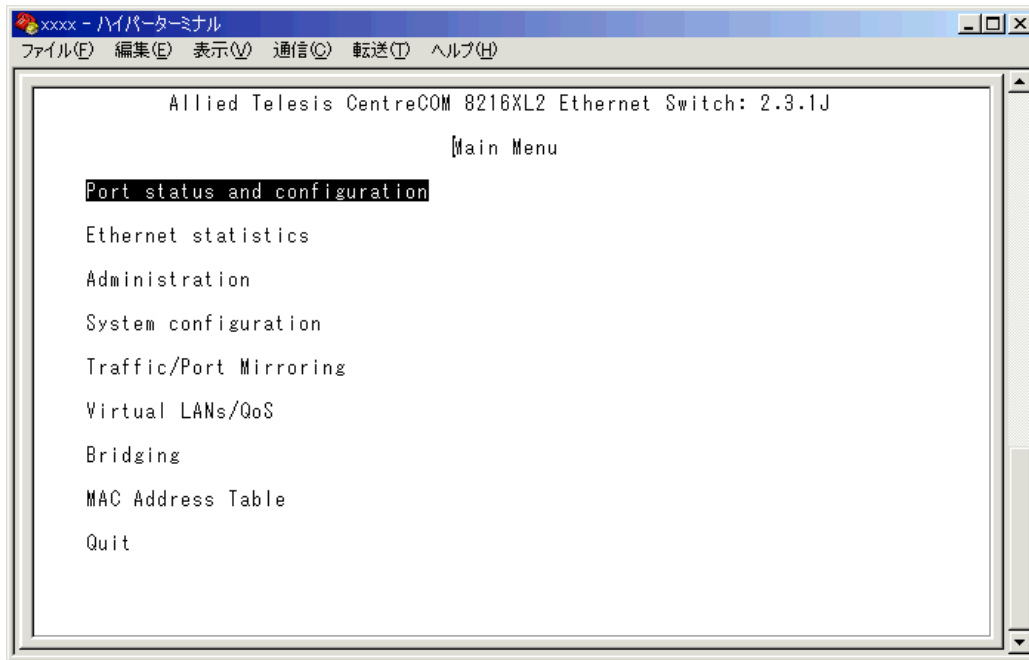 xxxx - ハイパーターミナル
ファイル(F) 編集(E) 表示(V) 通信(C) 転送(T) ヘルプ(H)
Allied Telesis CentreCOM 8216XL2 Ethernet Switch: 2.3.1J
Main Menu
Port status and configuration
Ethernet statistics
Administration
System configuration
Traffic/Port Mirroring
Virtual LANs/QoS
Bridging
MAC Address Table
Quit